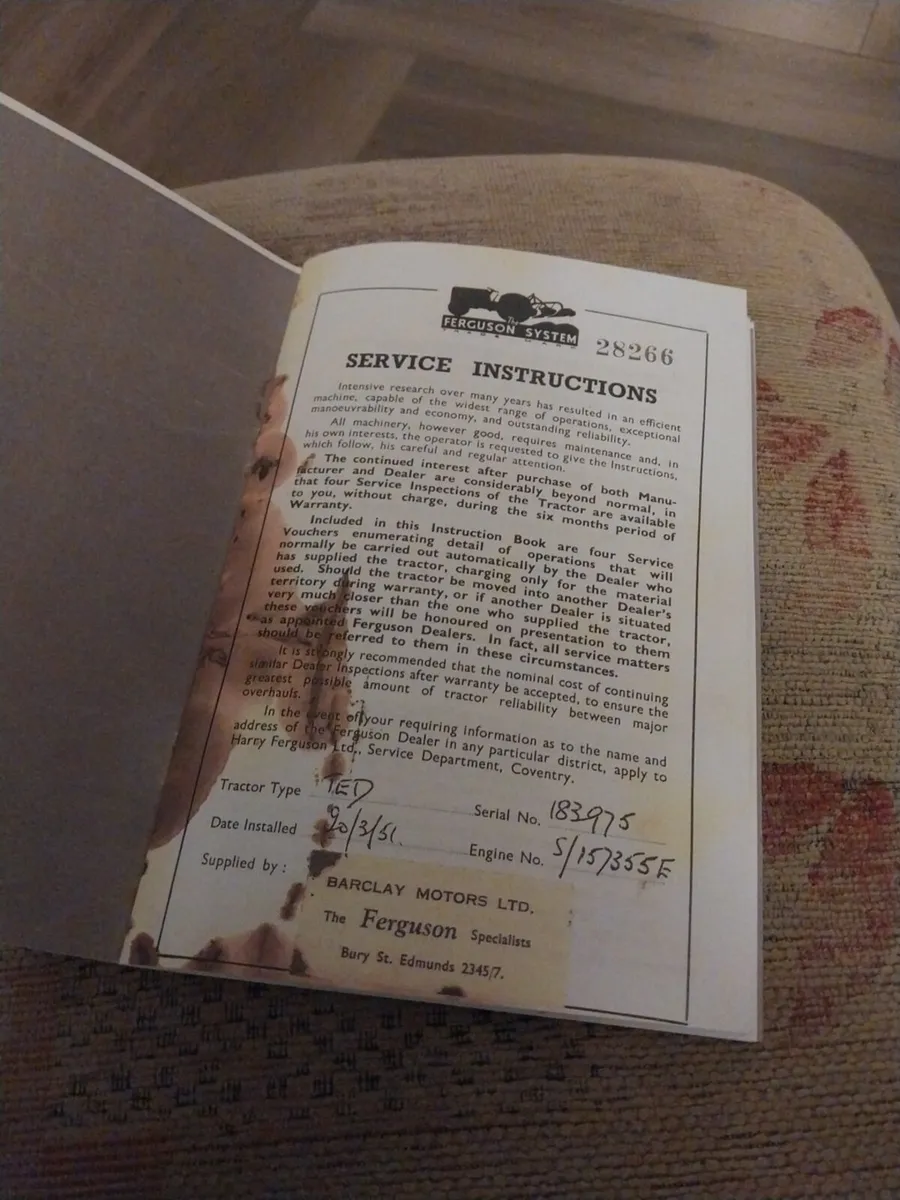 The
FERGUSON SYSTEM
TRADE MARK
28266
SERVICE INSTRUCTIONS
Intensive research over many years has resulted in an efficient
machine, capable of the widest range of operations, exceptional
manoeuvrability and economy, and outstanding reliability.
All machinery, however good, requires maintenance and, in
his own interests, the operator is requested to give the Instructions,
which follow, his careful and regular attention.
The continued interest after purchase of both Manu-
facturer and Dealer are considerably beyond normal, in
that four Service Inspections of the Tractor are available
to you, without charge, during the six months period of
Warranty.
Included in this Instruction Book are four Service
Vouchers enumerating detail of operations that will
normally be carried out automatically by the Dealer who
has supplied the tractor, charging only for the material
used. Should the tractor be moved into another Dealer's
territory during warranty, or if another Dealer is situated
very much closer than the one who supplied the tractor,
these vouchers will be honoured on presentation to them
as appointed Ferguson Dealers. In fact, all service matters
should be referred to them in these circumstances.
It is strongly recommended that the nominal cost of continuing
similar Dealer Inspections after warranty be accepted, to ensure the
greatest possible amount of tractor reliability between major
overhauls.
In the event of your requiring information as to the name and
address of the Ferguson Dealer in any particular district, apply to
Harry Ferguson Ltd., Service Department, Coventry.
Tractor Type TED Serial No. 183975
Date Installed 20/3/51. Engine No. S/157355E
Supplied by :
BARCLAY MOTORS LTD.
The Ferguson Specialists
Bury St. Edmunds 2345/7.